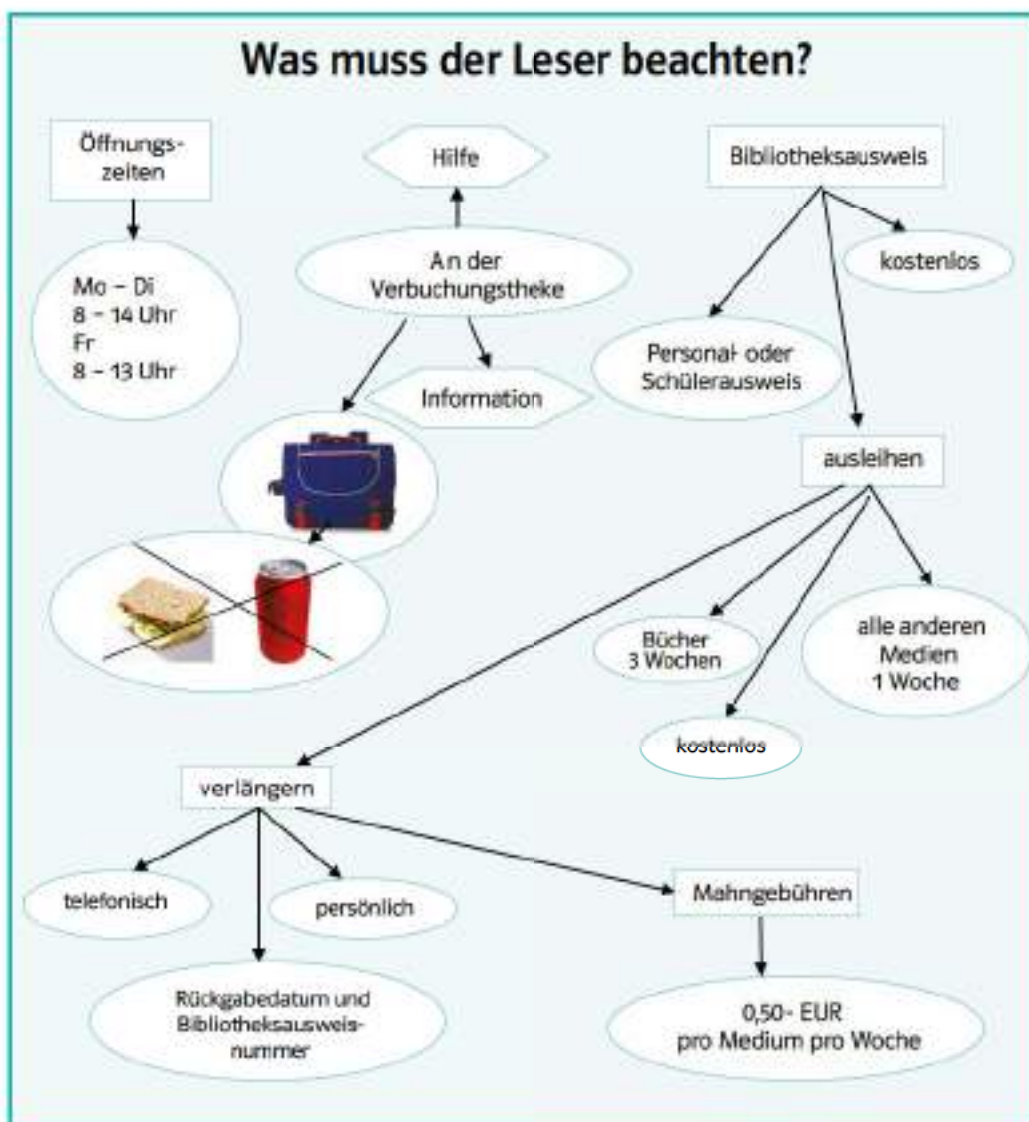 Was muss der Leser beachten?
Öffnungs-
zeiten
Mo – Di
8 – 14 Uhr
Fr
8 – 13 Uhr
Hilfe
An der
Verbuchungstheke
Information
Bibliotheksausweis
kostenlos
Personal- oder
Schülerausweis
ausleihen
Bücher
3 Wochen
alle anderen
Medien
1 Woche
kostenlos
verlängern
telefonisch
persönlich
Rückgabedatum und
Bibliotheksausweis-
nummer
Mahngebühren
0,50- EUR
pro Medium pro Woche